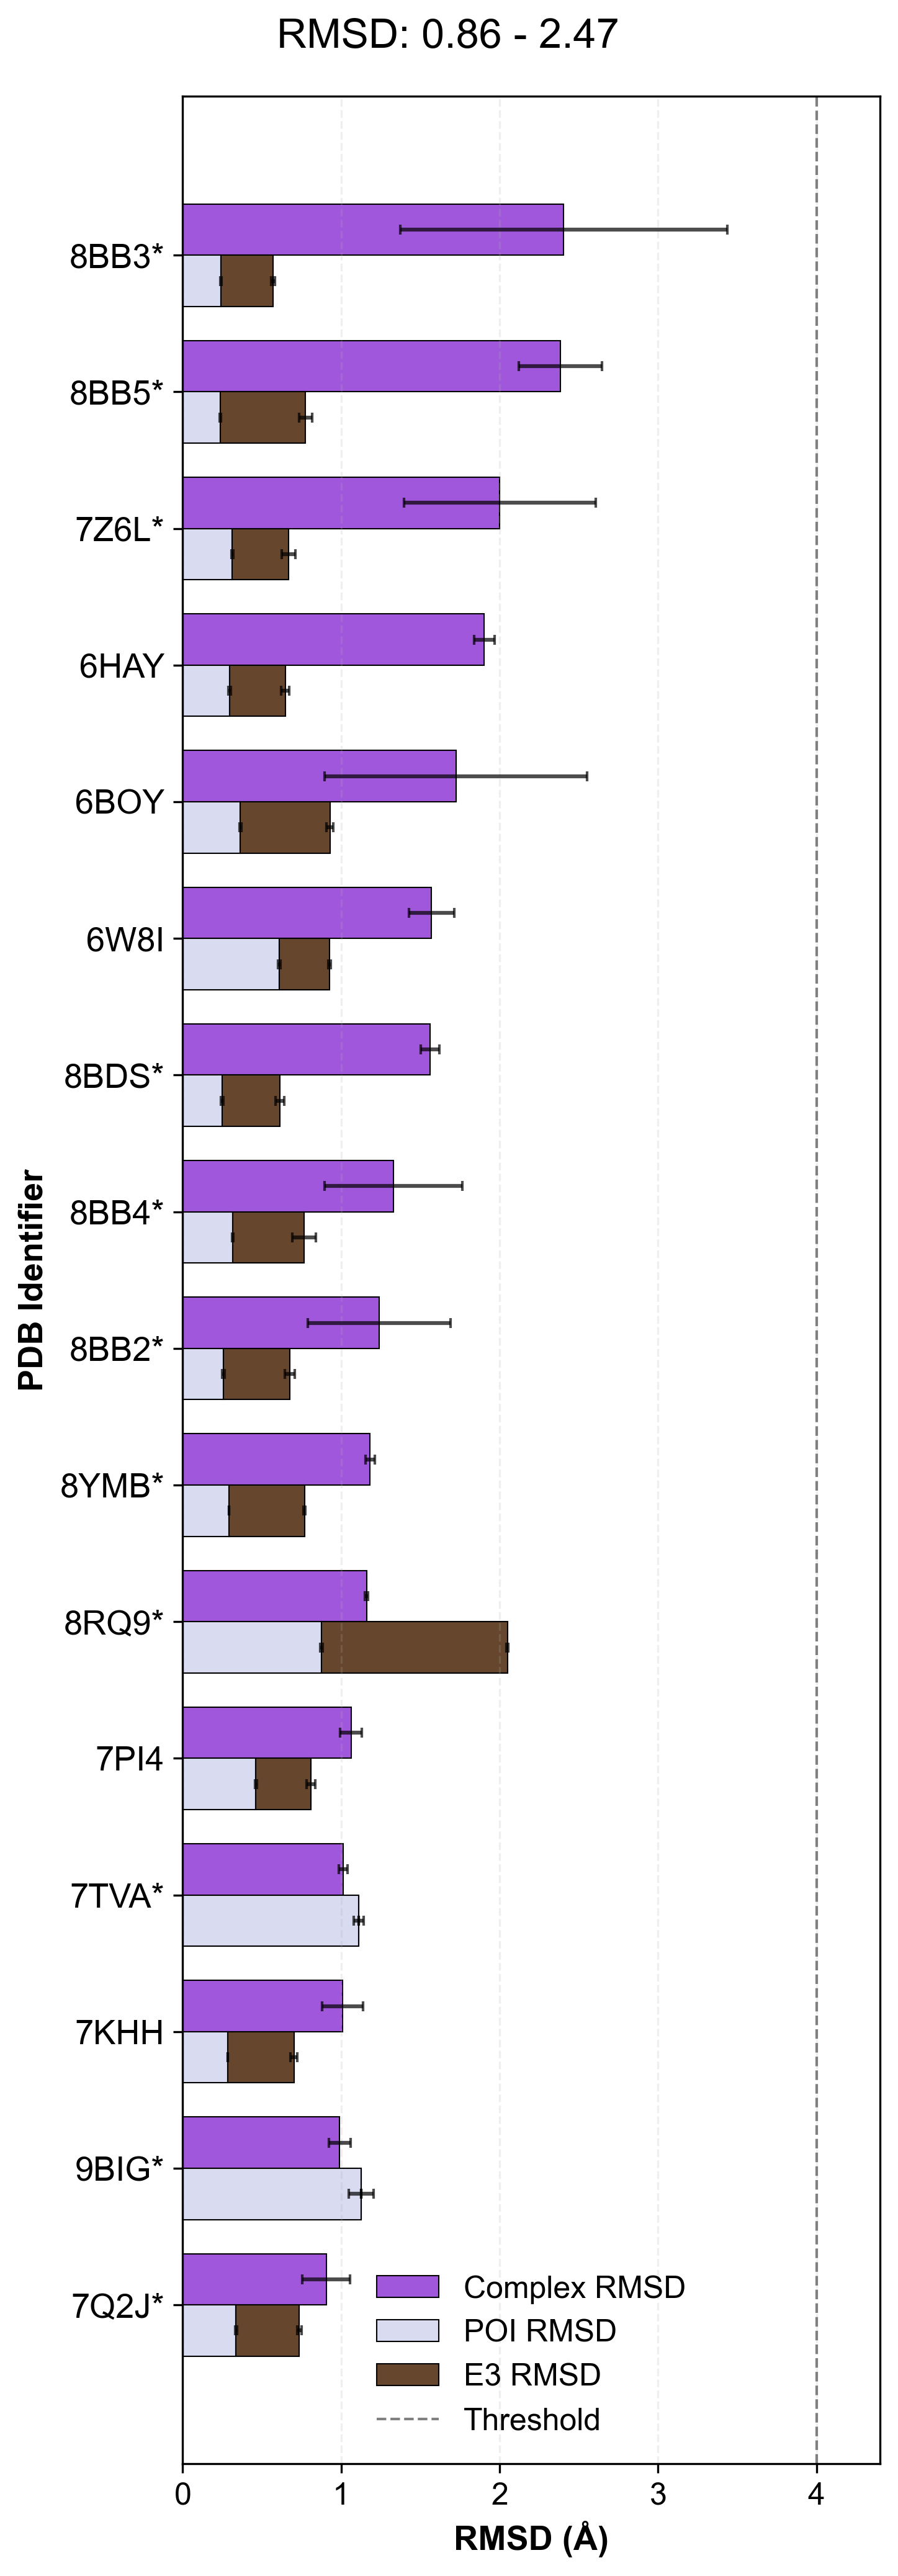 RMSD: 0.86 - 2.47
8BB3*
8BB5*
7Z6L*
6HAY
6BOY
6W8I
8BDS*
8BB4*
8BB2*
8YMB*
8RQ9*
7PI4
7TVA*
7KHH
9BIG*
7Q2J*
PDB Identifier
Complex RMSD
POI RMSD
E3 RMSD
Threshold
0 1 2 3 4
RMSD (Å)